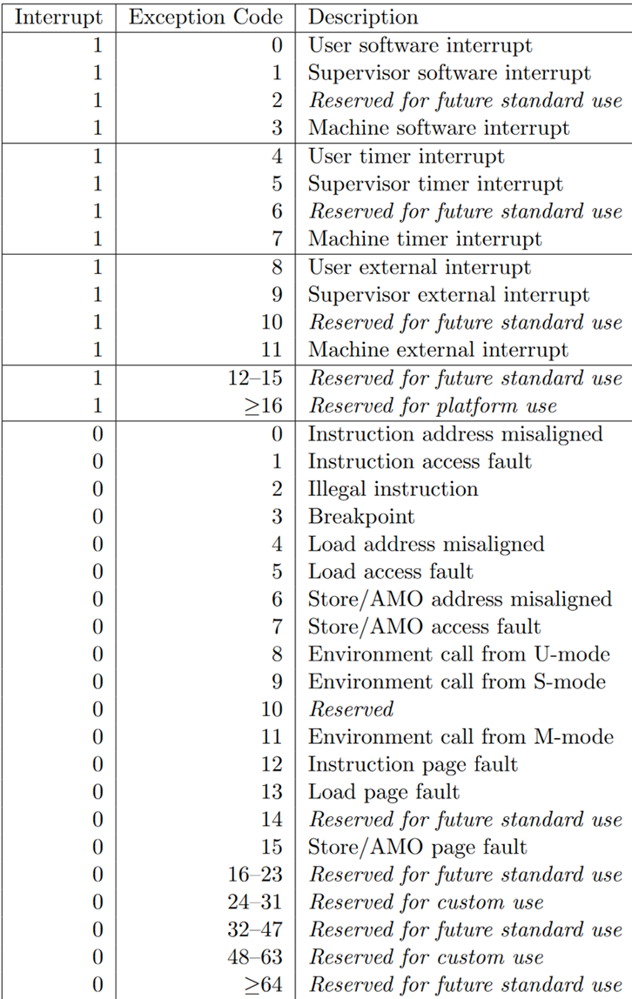 Interrupt Exception Code Description
1 0 User software interrupt
1 1 Supervisor software interrupt
1 2 Reserved for future standard use
1 3 Machine software interrupt
1 4 User timer interrupt
1 5 Supervisor timer interrupt
1 6 Reserved for future standard use
1 7 Machine timer interrupt
1 8 User external interrupt
1 9 Supervisor external interrupt
1 10 Reserved for future standard use
1 11 Machine external interrupt
1 12–15 Reserved for future standard use
1 ≥16 Reserved for platform use
0 0 Instruction address misaligned
0 1 Instruction access fault
0 2 Illegal instruction
0 3 Breakpoint
0 4 Load address misaligned
0 5 Load access fault
0 6 Store/AMO address misaligned
0 7 Store/AMO access fault
0 8 Environment call from U-mode
0 9 Environment call from S-mode
0 10 Reserved
0 11 Environment call from M-mode
0 12 Instruction page fault
0 13 Load page fault
0 14 Reserved for future standard use
0 15 Store/AMO page fault
0 16–23 Reserved for future standard use
0 24–31 Reserved for custom use
0 32–47 Reserved for future standard use
0 48–63 Reserved for custom use
0 ≥64 Reserved for future standard use